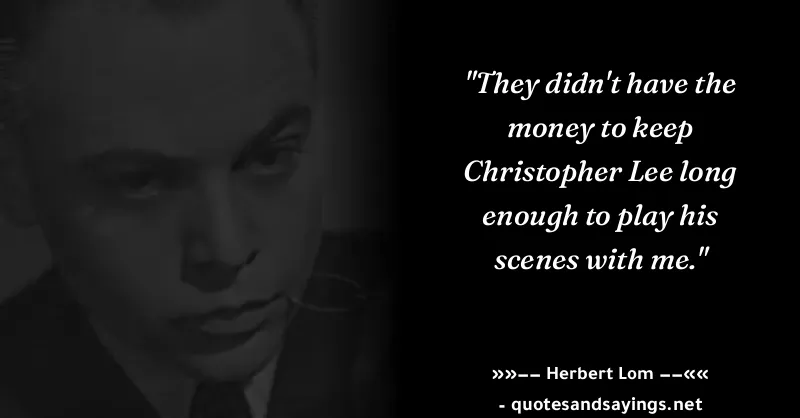 "They didn't have the
money to keep
Christopher Lee long
enough to play his
scenes with me."
»»–– Herbert Lom ––««
- quotesandsayings.net